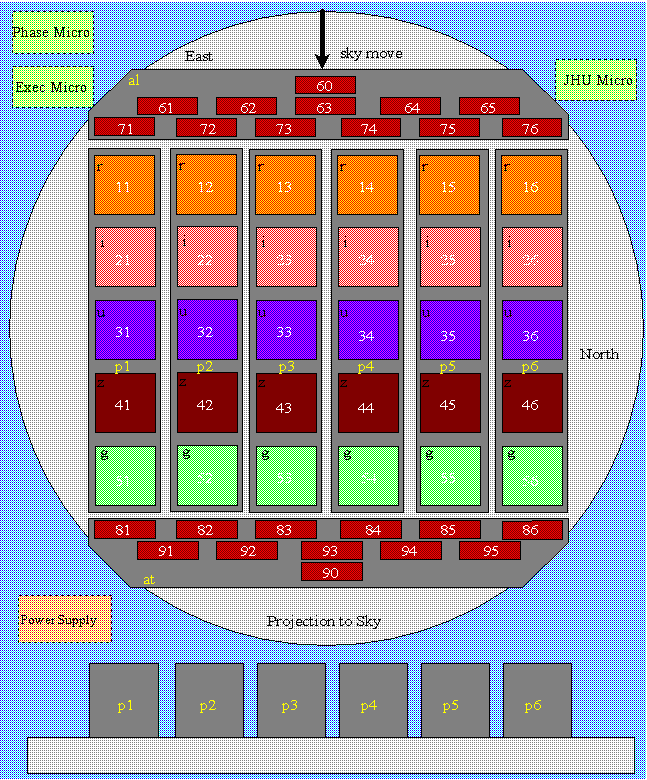 Phase Micro
East
sky move
Exec Micro
al
JHU Micro
60
61 62 63 64 65
71 72 73 74 75 76
r r r r r r
11 12 13 14 15 16
i i i i i i
21 22 23 24 25 26
u u u u u u
31 32 33 34 35 36
North
p1 p2 p3 p4 p5 p6
z z z z z z
41 42 43 44 45 46
g g g g g g
51 52 53 54 55 56
81 82 83 84 85 86
91 92 93 94 95
90
at
Power Supply
Projection to Sky
p1 p2 p3 p4 p5 p6